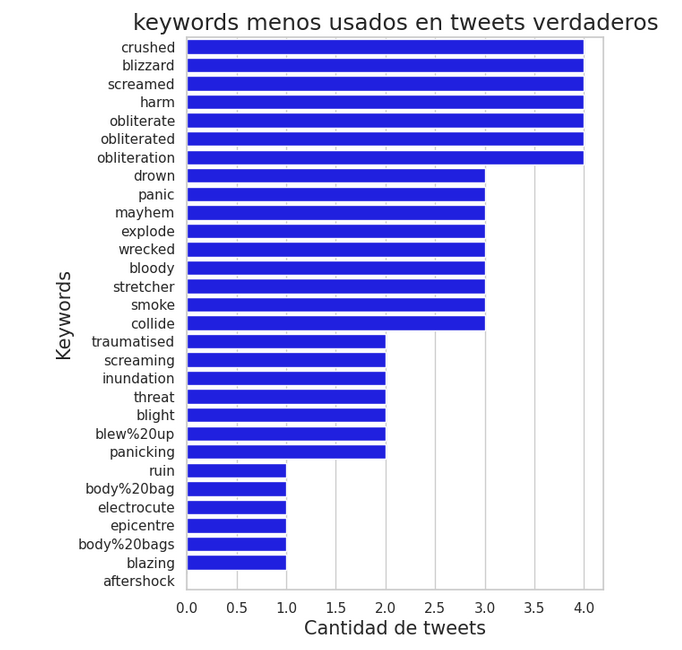 keywords menos usados en tweets verdaderos
crushed
blizzard
screamed
harm
obliterate
obliterated
obliteration
drown
panic
mayhem
explode
wrecked
bloody
stretcher
smoke
collide
traumatised
screaming
inundation
threat
blight
blew%20up
panicking
ruin
body%20bag
electrocute
epicentre
body%20bags
blazing
aftershock
Keywords
0.0 0.5 1.0 1.5 2.0 2.5 3.0 3.5 4.0
Cantidad de tweets